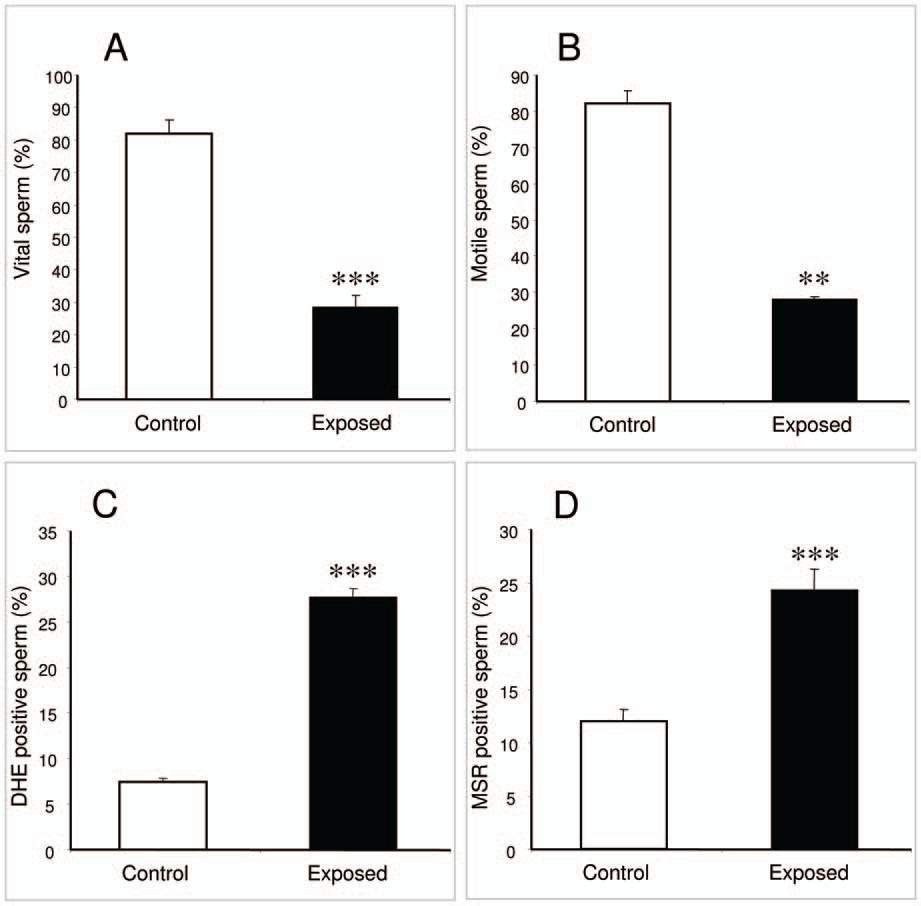 A
Vital sperm (%)
100
90
80
70
60
50
40
30
20
10
0
***
Control
Exposed
B
Motile sperm (%)
90
80
70
60
50
40
30
20
10
0
**
Control
Exposed
C
DHE positive sperm (%)
35
30
25
20
15
10
5
0
***
Control
Exposed
D
MSR positive sperm (%)
30
25
20
15
10
5
0
***
Control
Exposed